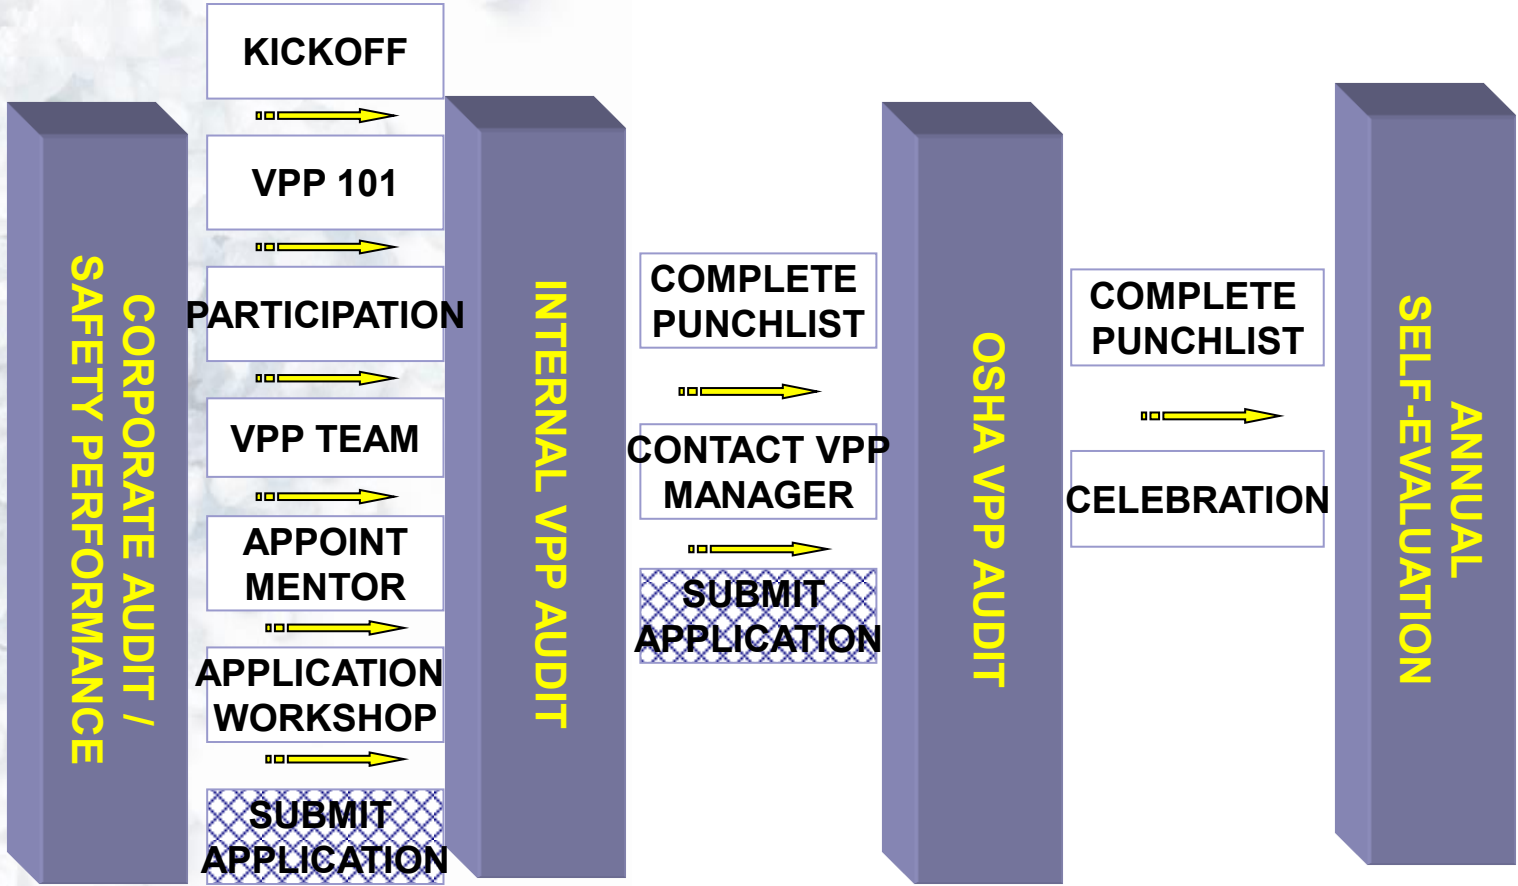 CORPORATE AUDIT /
SAFETY PERFORMANCE
KICKOFF
VPP 101
PARTICIPATION
VPP TEAM
APPOINT
MENTOR
APPLICATION
WORKSHOP
SUBMIT
APPLICATION
INTERNAL VPP AUDIT
COMPLETE
PUNCHLIST
CONTACT VPP
MANAGER
SUBMIT
APPLICATION
OSHA VPP AUDIT
COMPLETE
PUNCHLIST
CELEBRATION
ANNUAL
SELF-EVALUATION